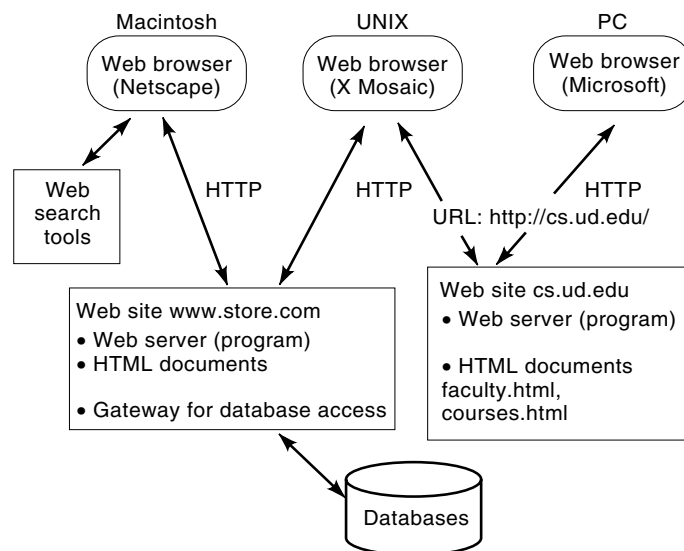 Macintosh
UNIX
PC
Web browser
(Netscape)
Web browser
(X Mosaic)
Web browser
(Microsoft)
Web
search
tools
HTTP
HTTP
HTTP
URL: http://cs.ud.edu/
Web site www.store.com
• Web server (program)
• HTML documents
• Gateway for database access
Web site cs.ud.edu
• Web server (program)
• HTML documents
faculty.html,
courses.html
Databases